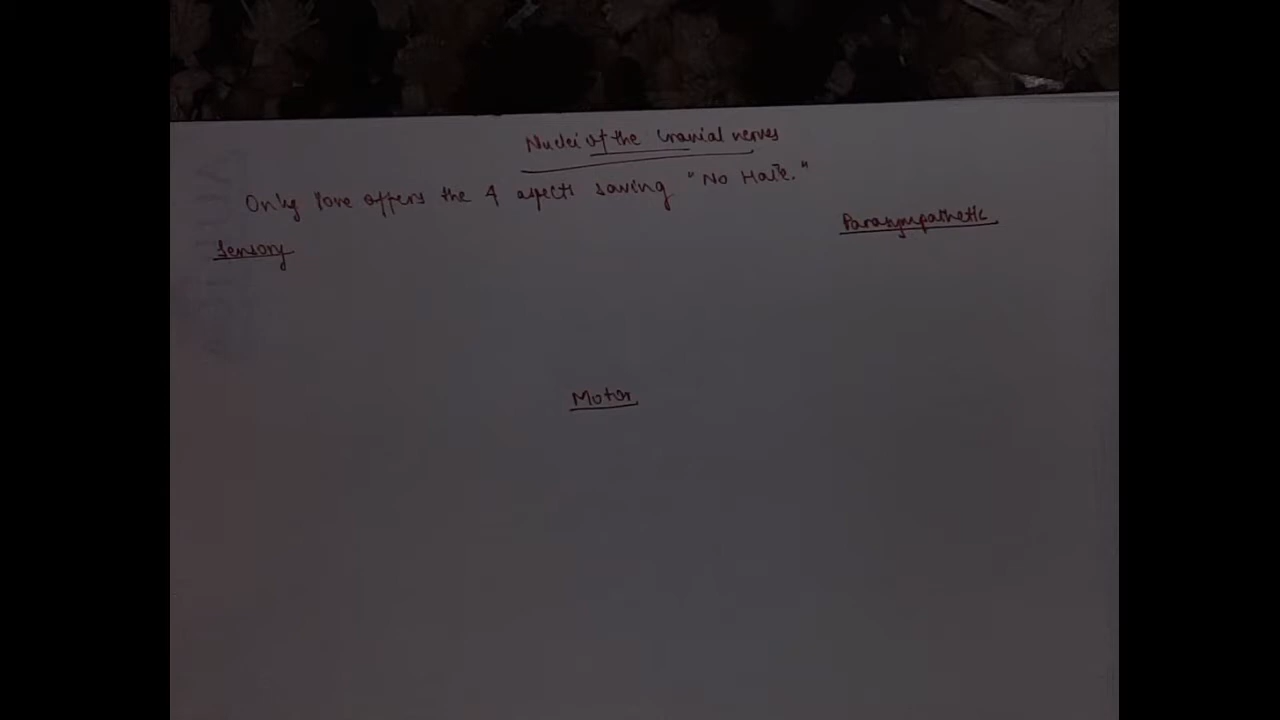 Nuclei of the cranial nerves
Only love offers the 4 aspects saving "No Hate."
Parasympathetic
Sensory
Motor